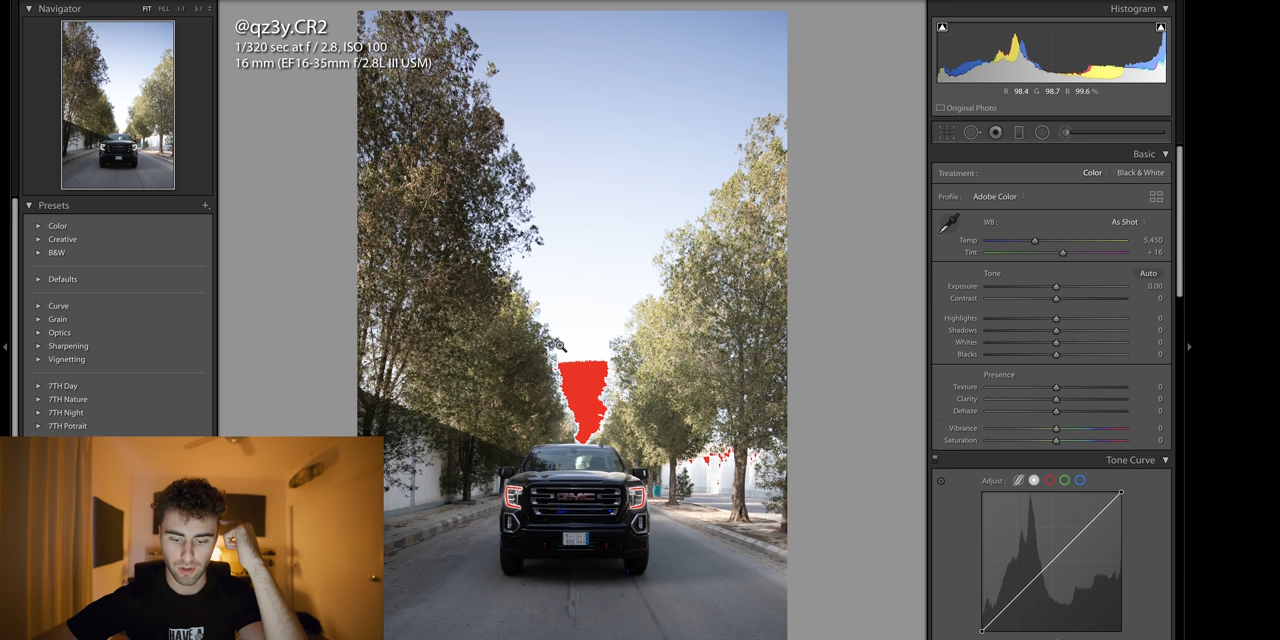 Navigator
FIT FILL 1:1 3:1
Presets
Color
Creative
B&W
Defaults
Curve
Grain
Optics
Sharpening
Vignetting
7TH Day
7TH Nature
7TH Night
7TH Potrait
@qz3y.CR2
1/320 sec at f / 2.8, ISO 100
16 mm (EF16-35mm f/2.8L III USM)
GMC
HAVE A
Histogram
R 98.4 G 98.7 B 99.6 %
Original Photo
Basic
Treatment : Color Black & White
Profile : Adobe Color
WB : As Shot
Temp 5,450
Tint + 16
Tone Auto
Exposure 0.00
Contrast 0
Highlights 0
Shadows 0
Whites 0
Blacks 0
Presence
Texture 0
Clarity 0
Dehaze 0
Vibrance 0
Saturation 0
Tone Curve
Adjust :